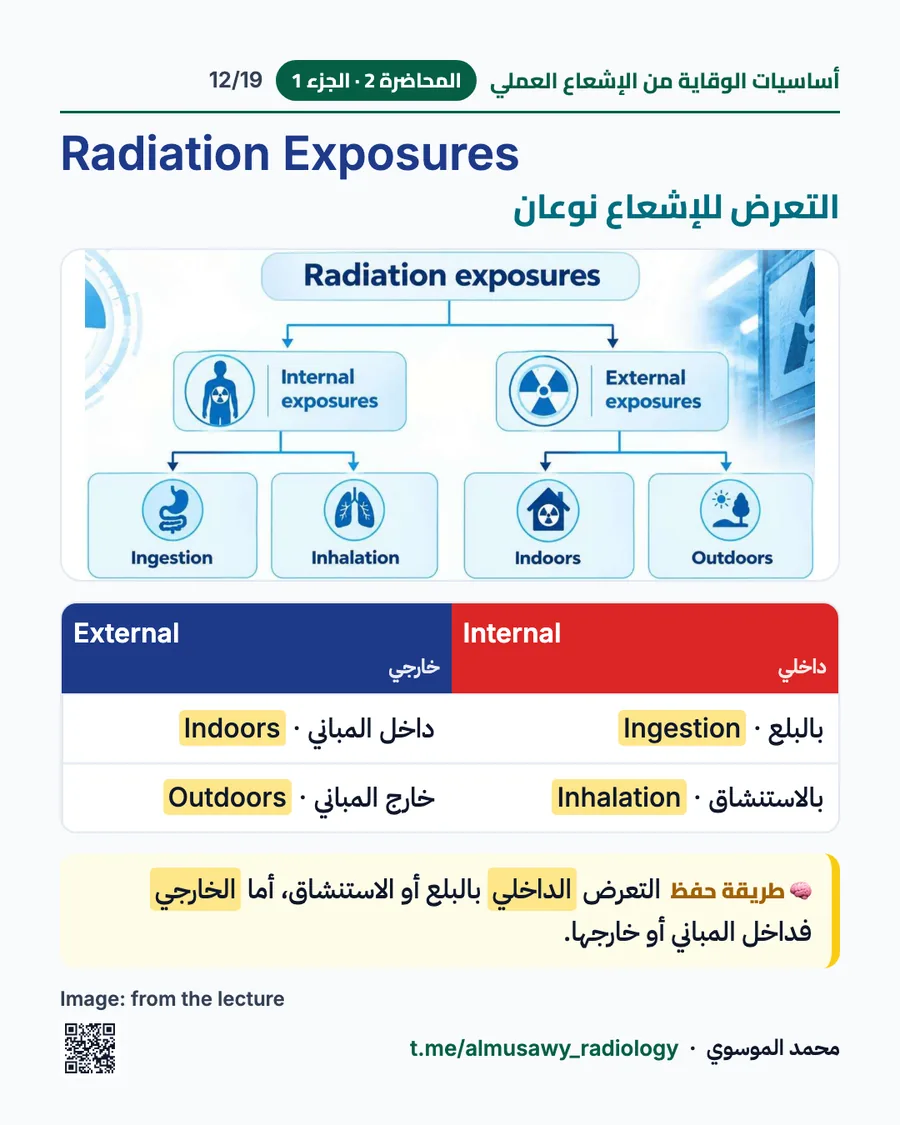 أساسيات الوقاية من الإشعاع العملي المحاضرة 2 · الجزء 1 12/19
Radiation Exposures
التعرض للإشعاع نوعان
Radiation exposures
Internal
exposures
External
exposures
Ingestion
Inhalation
Indoors
Outdoors
Internal
داخلي
External
خارجي
بالبلع · Ingestion
داخل المباني · Indoors
بالاستنشاق · Inhalation
خارج المباني · Outdoors
🧠 طريقة حفظ التعرض الداخلي بالبلع أو الاستنشاق، أما الخارجي
فداخل المباني أو خارجها.
Image: from the lecture
محمد الموسوي · t.me/almusawy_radiology